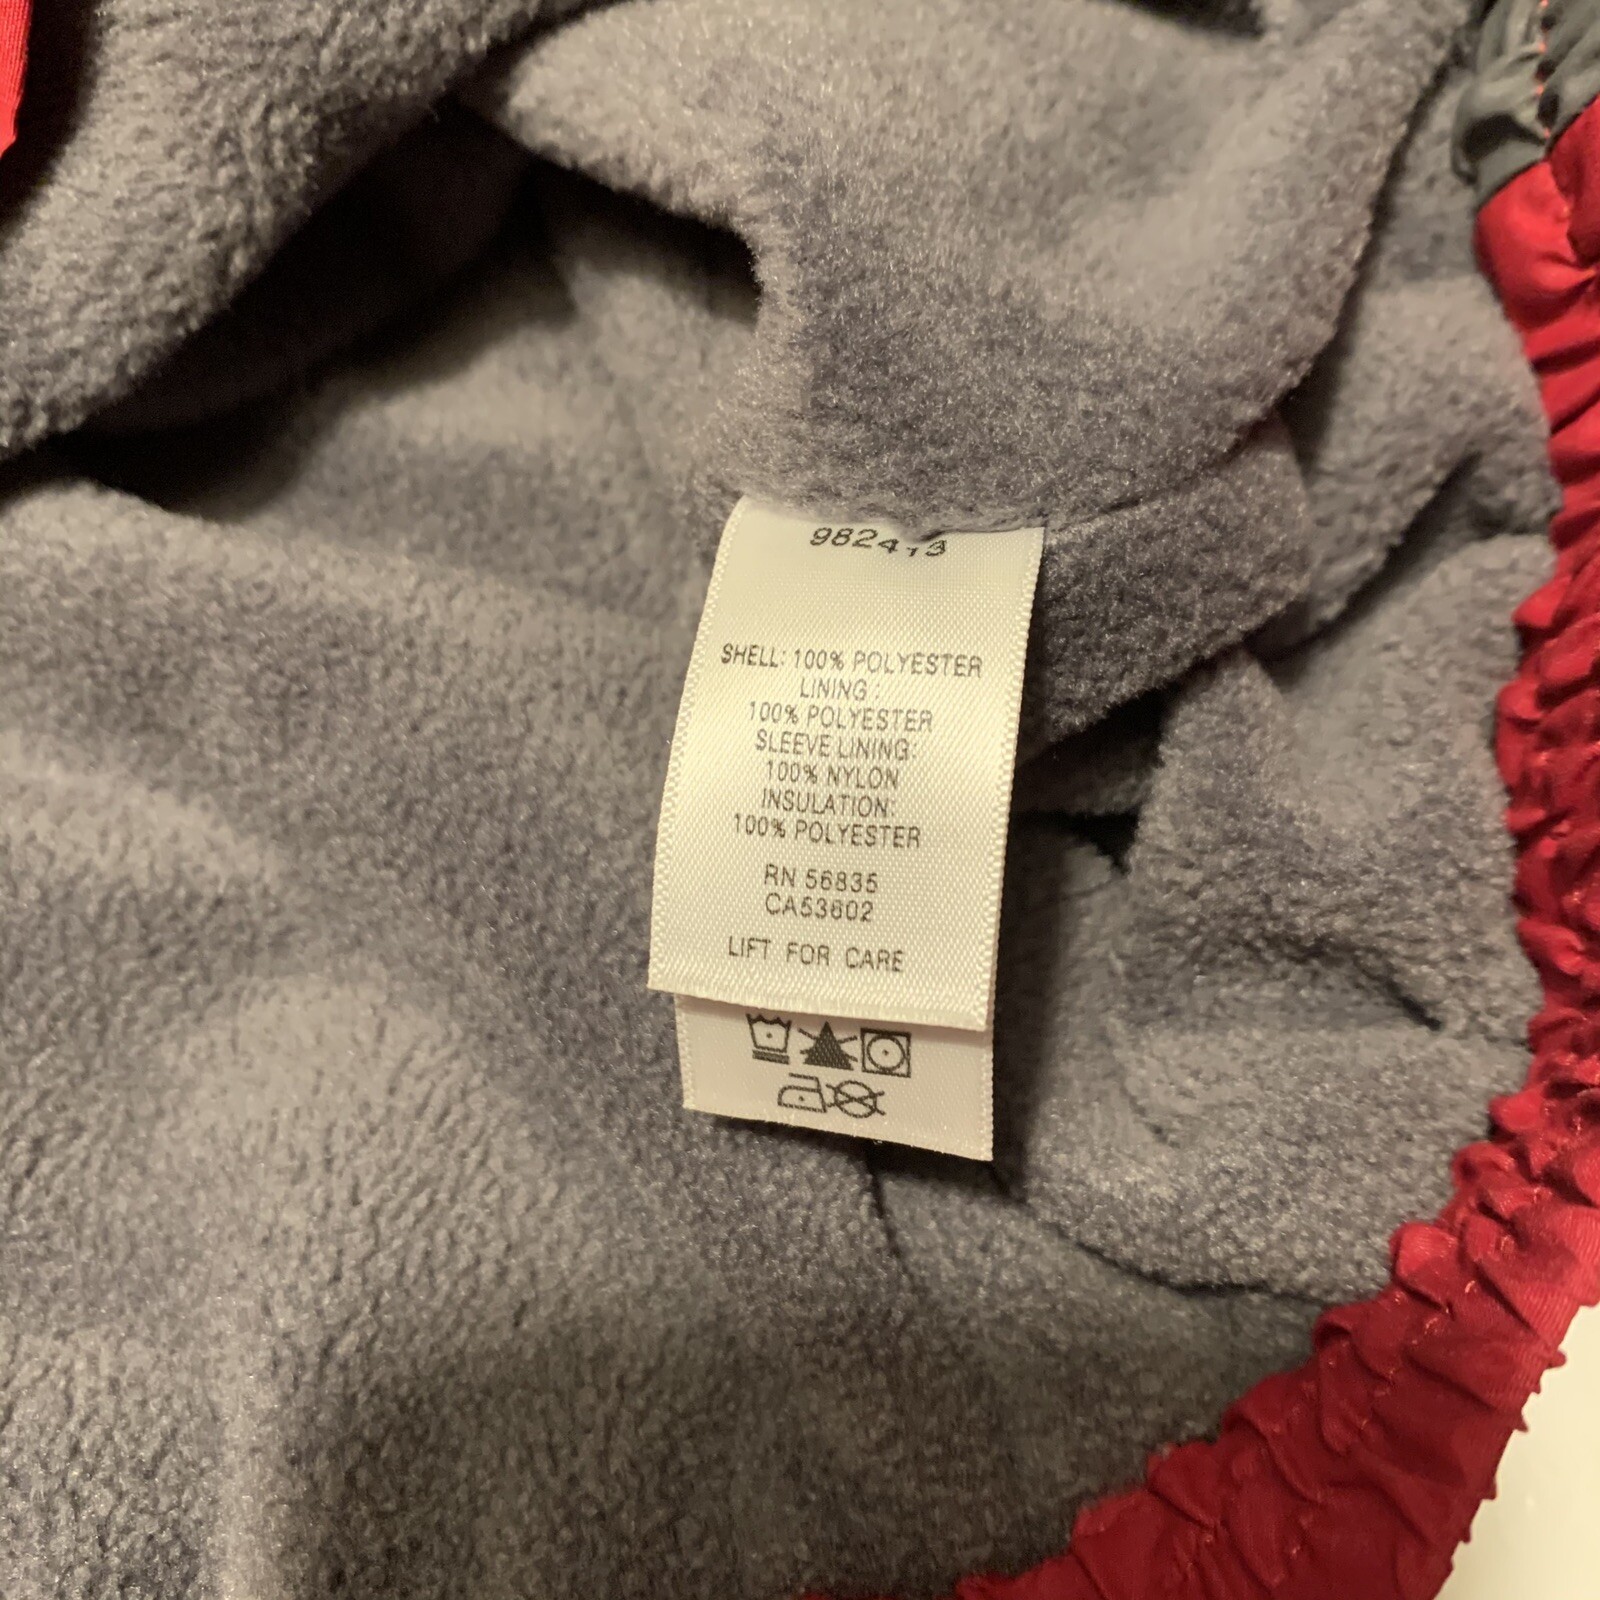 982413
SHELL: 100% POLYESTER
LINING :
100% POLYESTER
SLEEVE LINING:
100% NYLON
INSULATION:
100% POLYESTER
RN 56835
CA53602
LIFT FOR CARE